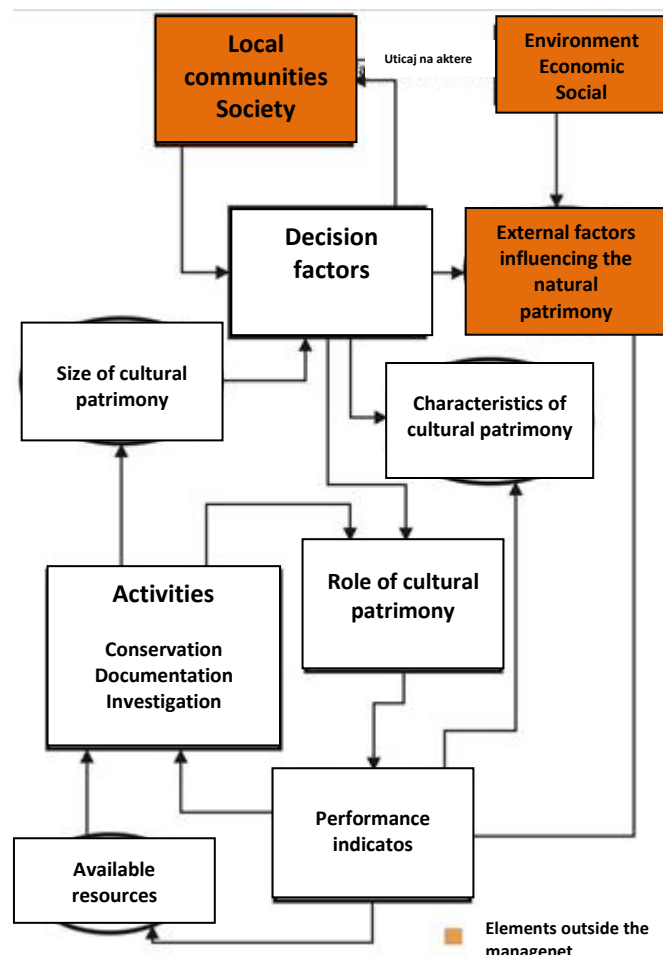 Local
communities
Society
Uticaj na aktere
Environment
Economic
Social
Decision
factors
External factors
influencing the
natural
patrimony
Size of cultural
patrimony
Characteristics of
cultural patrimony
Activities
Conservation
Documentation
Investigation
Role of cultural
patrimony
Performance
indicatos
Available
resources
Elements outside the
managenet